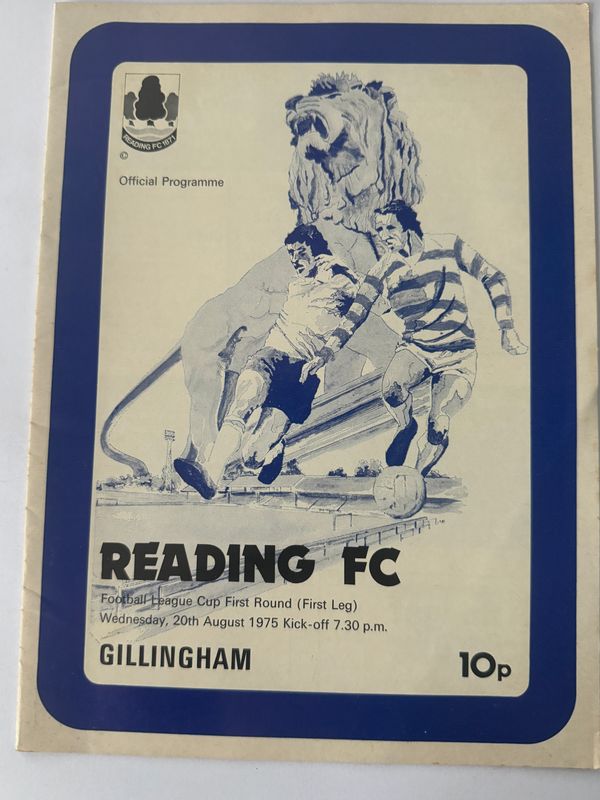 READING FC 1871
©
Official Programme
READING FC
Football League Cup First Round (First Leg)
Wednesday, 20th August 1975 Kick-off 7.30 p.m.
GILLINGHAM
10p